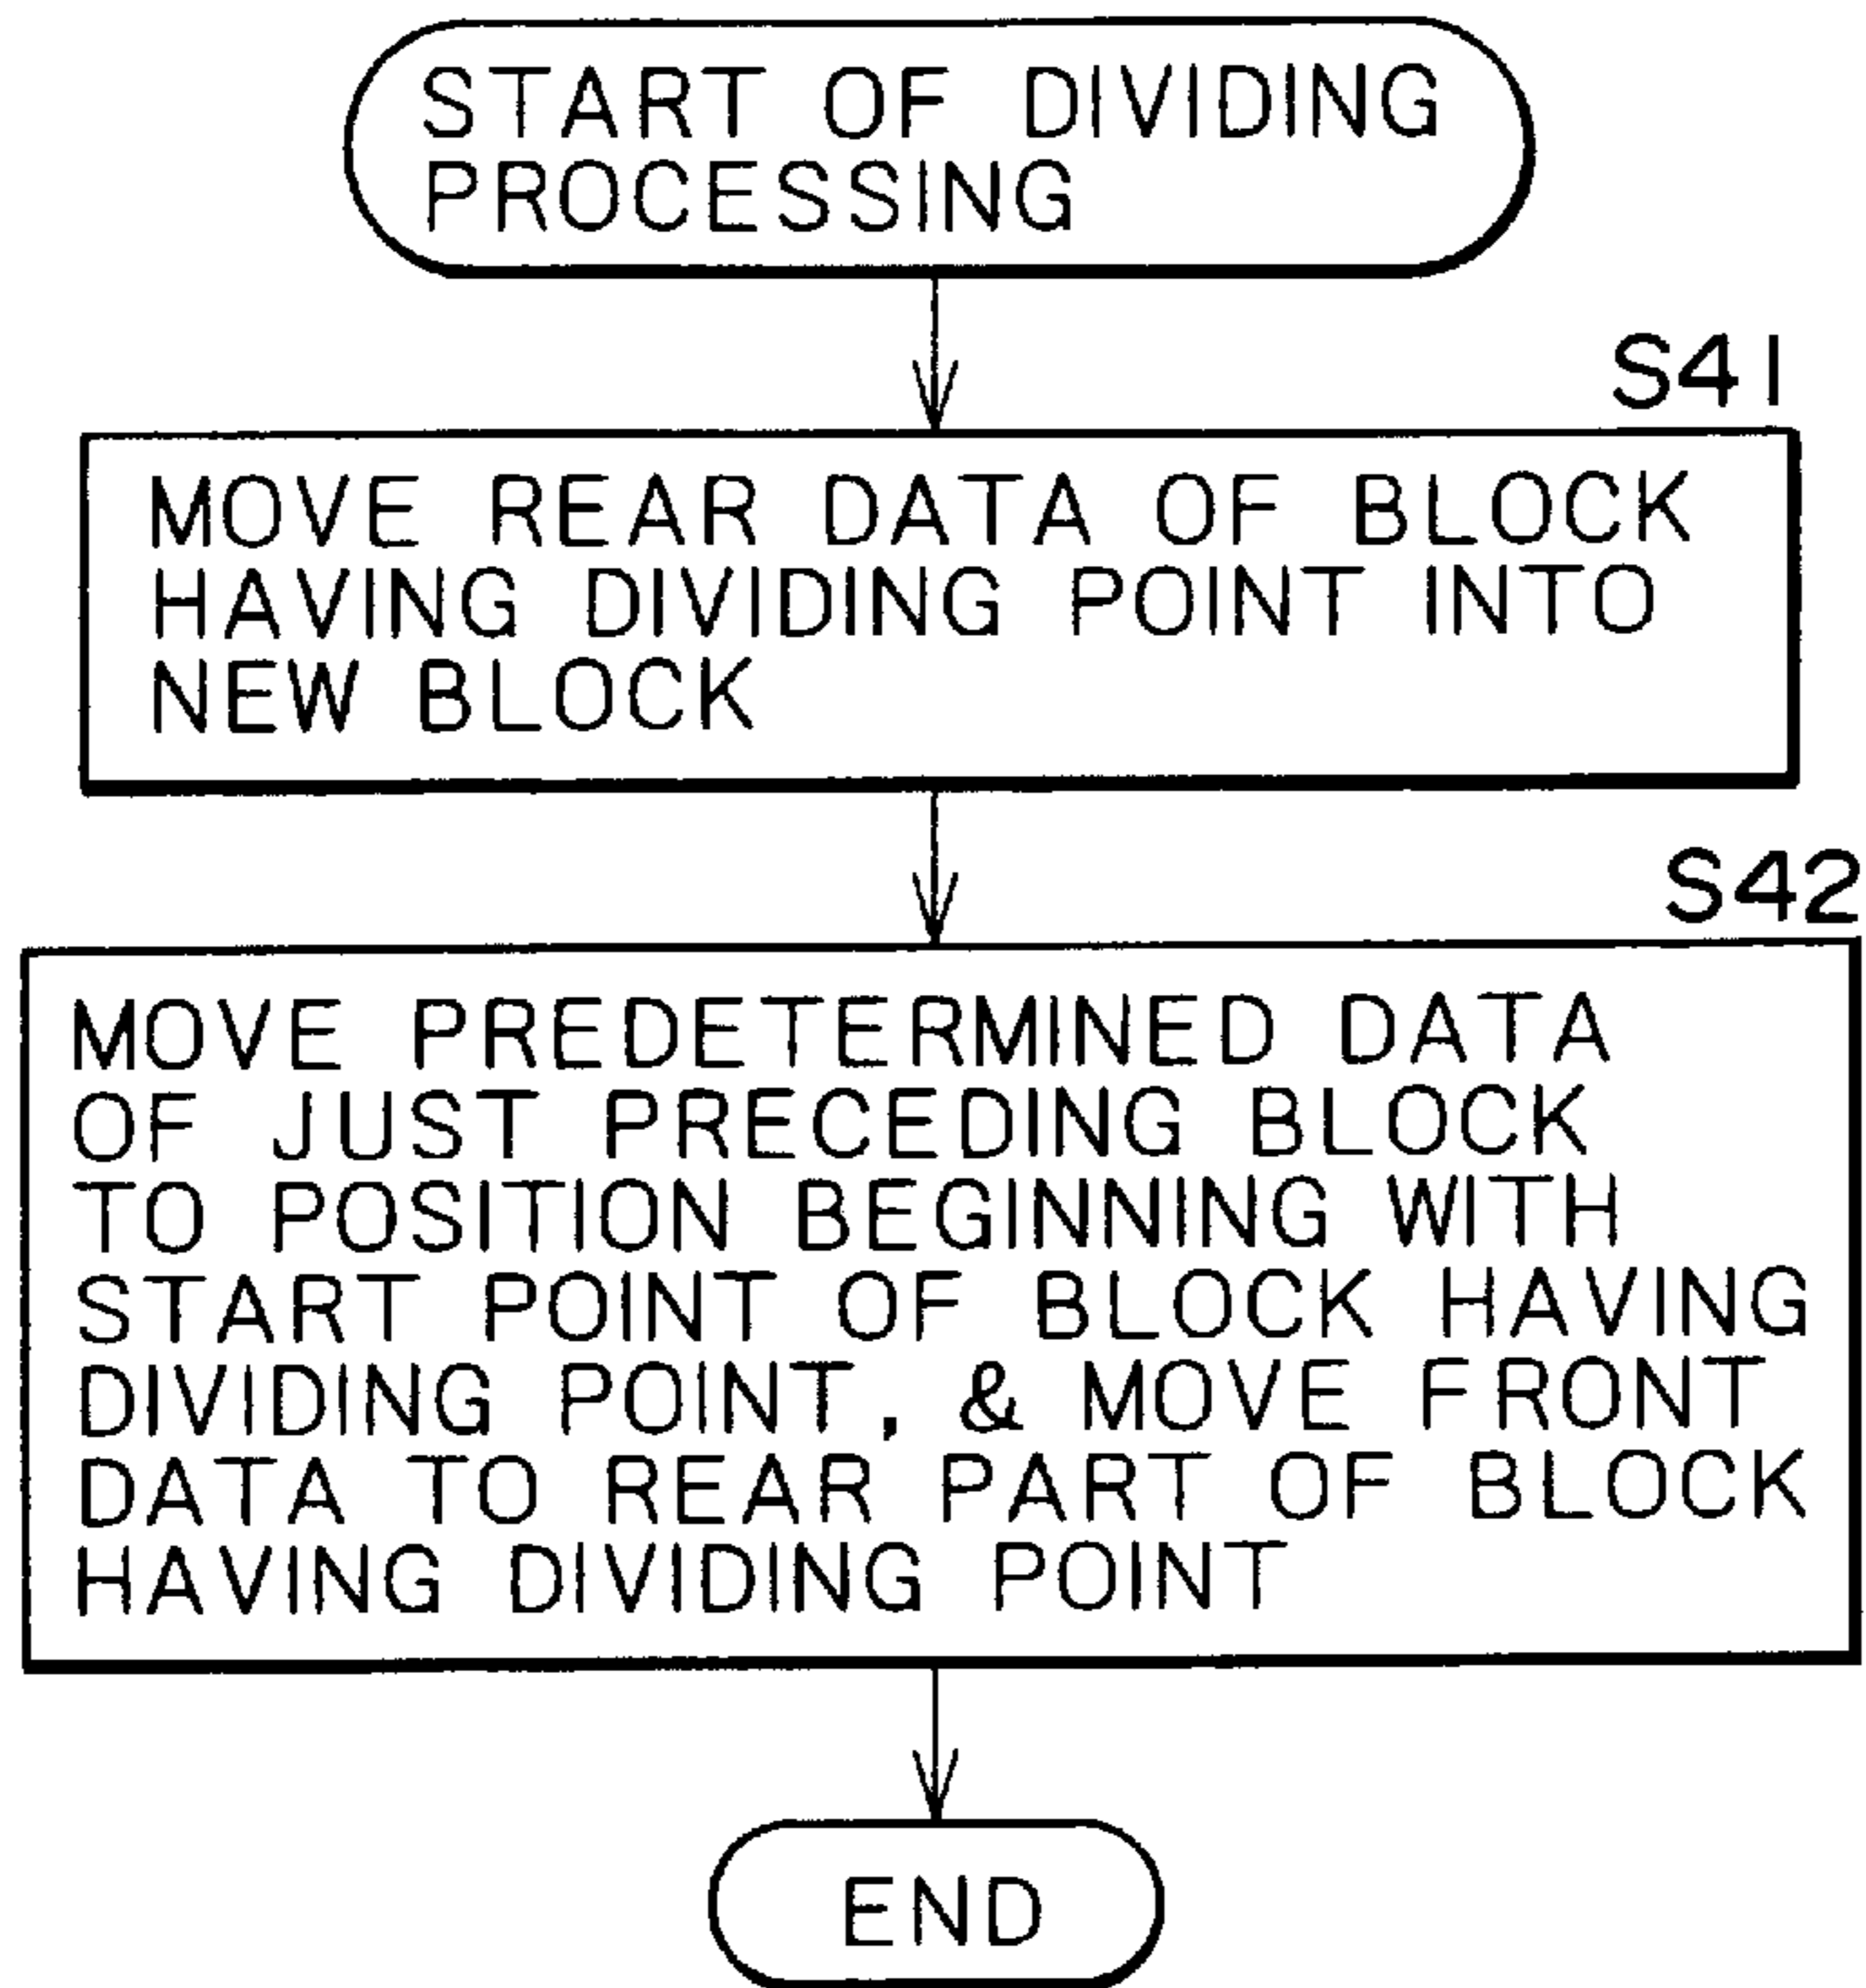 START OF DIVIDING
PROCESSING
S41
MOVE REAR DATA OF BLOCK
HAVING DIVIDING POINT INTO
NEW BLOCK
S42
MOVE PREDETERMINED DATA
OF JUST PRECEDING BLOCK
TO POSITION BEGINNING WITH
START POINT OF BLOCK HAVING
DIVIDING POINT, & MOVE FRONT
DATA TO REAR PART OF BLOCK
HAVING DIVIDING POINT
END